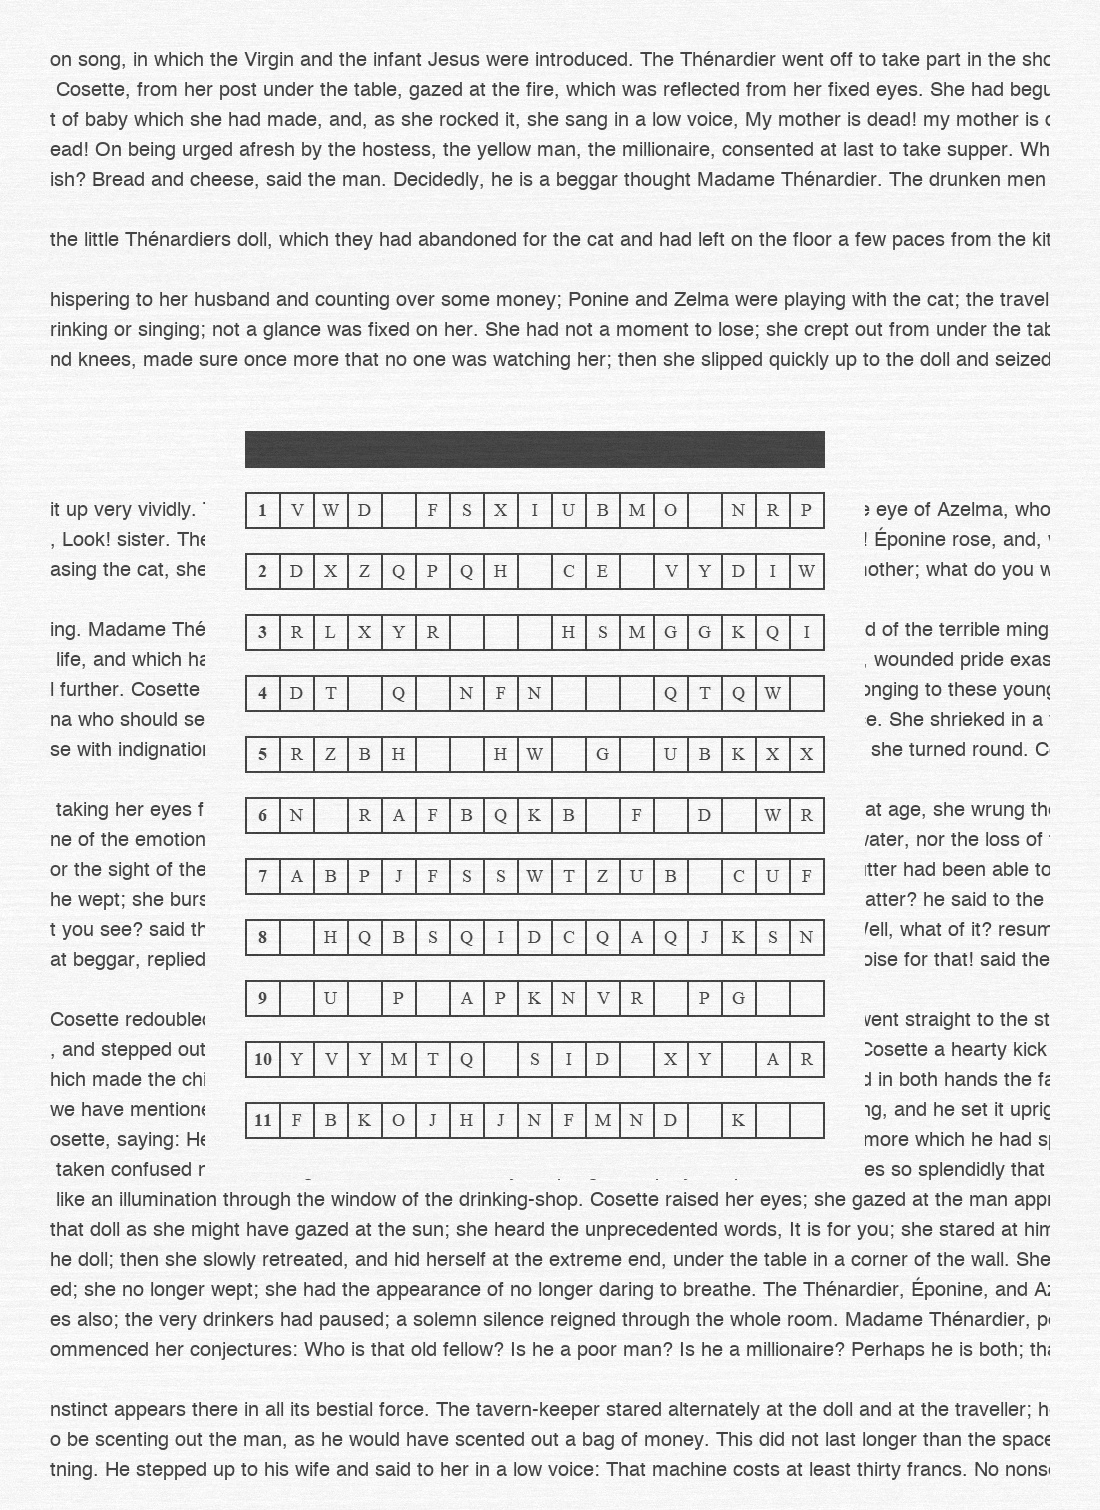 on song, in which the Virgin and the infant Jesus were introduced. The Thénardier went off to take part in the sho
Cosette, from her post under the table, gazed at the fire, which was reflected from her fixed eyes. She had begu
t of baby which she had made, and, as she rocked it, she sang in a low voice, My mother is dead! my mother is
ead! On being urged afresh by the hostess, the yellow man, the millionaire, consented at last to take supper. Wh
ish? Bread and cheese, said the man. Decidedly, he is a beggar thought Madame Thénardier. The drunken men
the little Thénardiers doll, which they had abandoned for the cat and had left on the floor a few paces from the kit
hispering to her husband and counting over some money; Ponine and Zelma were playing with the cat; the travel
rinking or singing; not a glance was fixed on her. She had not a moment to lose; she crept out from under the tab
nd knees, made sure once more that no one was watching her; then she slipped quickly up to the doll and seized
it up very vividly.
, Look! sister. The
asing the cat, she
ing. Madame Thé
life, and which ha
l further. Cosette
na who should se
se with indignation
taking her eyes f
ne of the emotion
or the sight of the
he wept; she burs
t you see? said th
at beggar, replied
Cosette redouble
, and stepped out
hich made the chi
we have mentione
osette, saying: He
taken confused
1 V W D F S X I U B M O N R P
2 D X Z Q P Q H C E V Y D I W
3 R L X Y R H S M G G K Q I
4 D T Q N F N Q T Q W
5 R Z B H H W G U B K X X
6 N R A F B Q K B F D W R
7 A B P J F S S W T Z U B C U F
8 H Q B S Q I D C Q A Q J K S N
9 U P A P K N V R P G
10 Y V Y M T Q S I D X Y A R
11 F B K O J H J N F M N D K
eye of Azelma, who
! Éponine rose, and,
other; what do you w
d of the terrible ming
, wounded pride exas
onging to these young
e. She shrieked in a
she turned round. C
at age, she wrung the
ater, nor the loss of
tter had been able to
atter? he said to the
ell, what of it? resum
oise for that! said the
went straight to the st
Cosette a hearty kick
d in both hands the fa
ng, and he set it uprig
more which he had sp
es so splendidly that
like an illumination through the window of the drinking-shop. Cosette raised her eyes; she gazed at the man appr
that doll as she might have gazed at the sun; she heard the unprecedented words, It is for you; she stared at him
he doll; then she slowly retreated, and hid herself at the extreme end, under the table in a corner of the wall. She
ed; she no longer wept; she had the appearance of no longer daring to breathe. The Thénardier, Éponine, and Az
es also; the very drinkers had paused; a solemn silence reigned through the whole room. Madame Thénardier, p
ommenced her conjectures: Who is that old fellow? Is he a poor man? Is he a millionaire? Perhaps he is both; tha
nstinct appears there in all its bestial force. The tavern-keeper stared alternately at the doll and at the traveller; h
o be scenting out the man, as he would have scented out a bag of money. This did not last longer than the space
tning. He stepped up to his wife and said to her in a low voice: That machine costs at least thirty francs. No nons